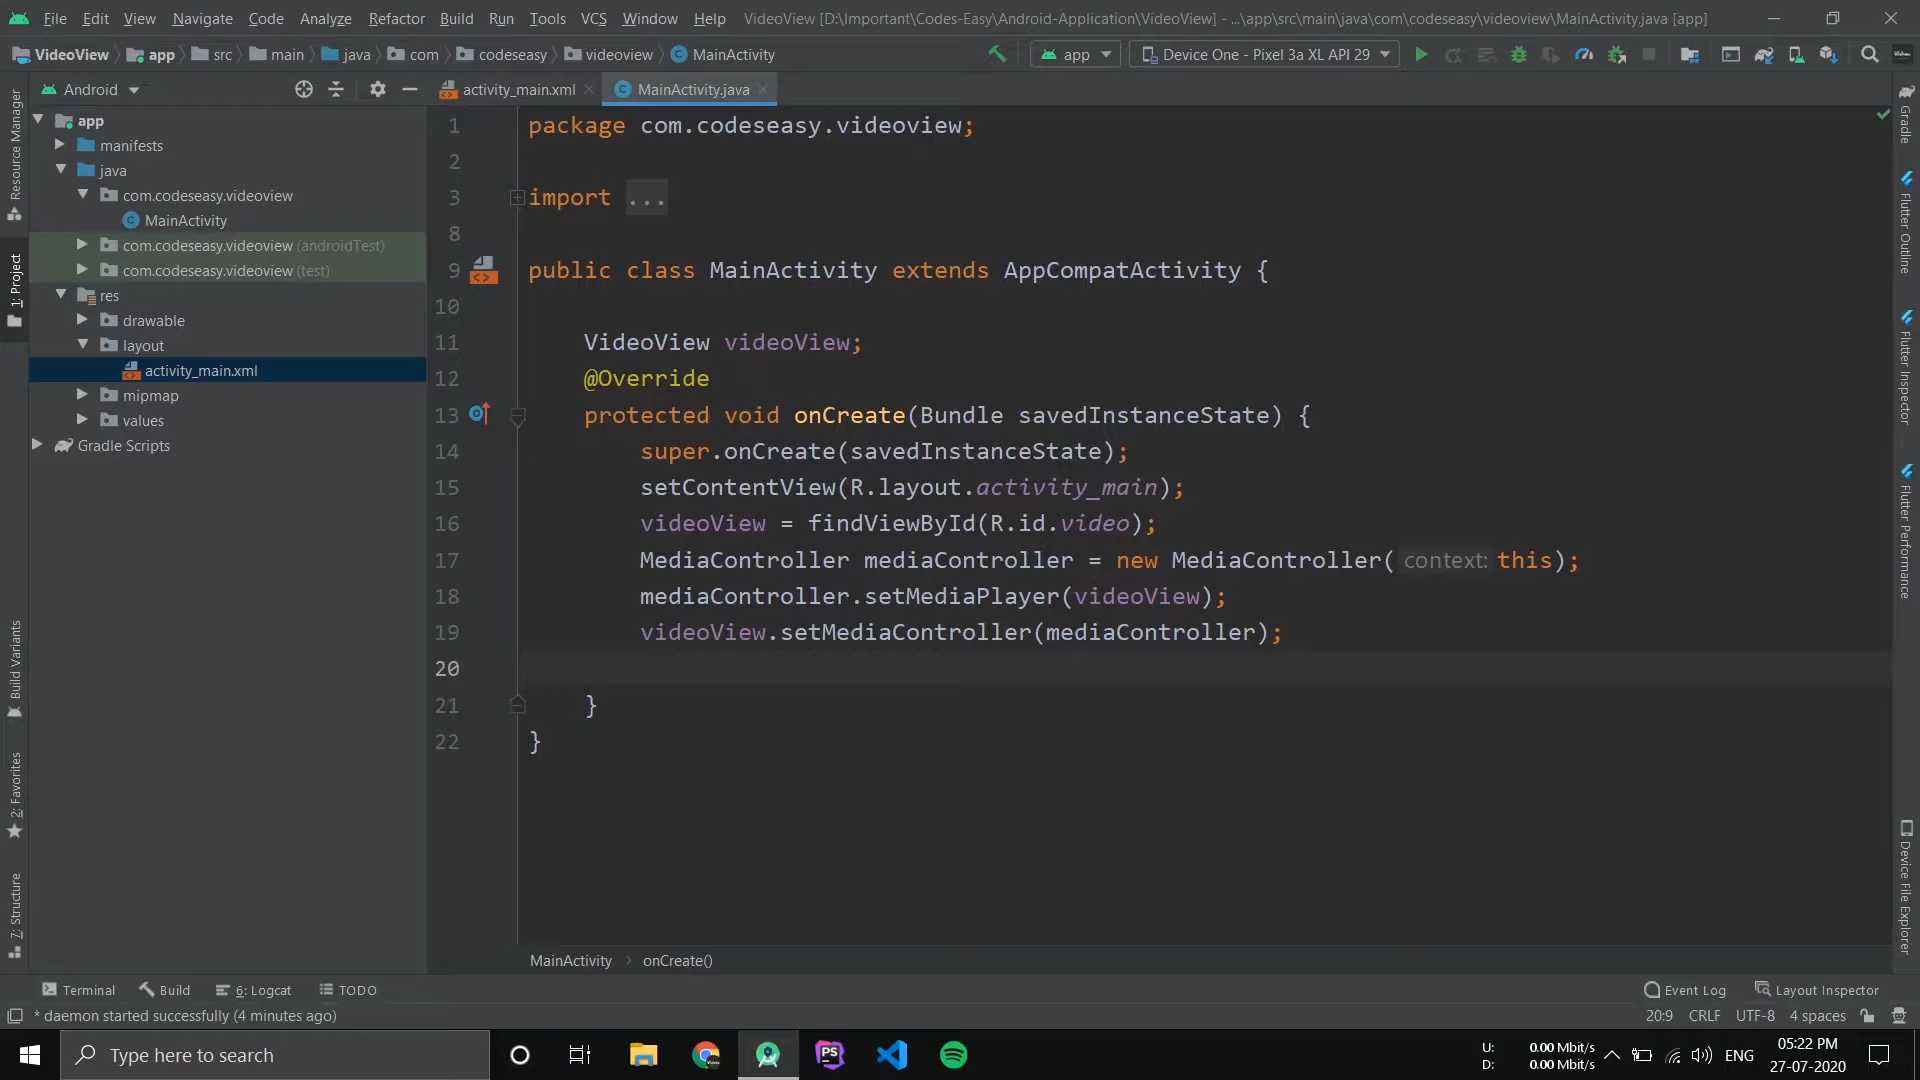 File Edit View Navigate Code Analyze Refactor Build Run Tools VCS Window Help VideoView [D:\Important\Codes-Easy\Android-Application\VideoView] - ...\app\src\main\java\com\codeseasy\videoview\MainActivity.java [app]
VideoView app src main java com codeseasy videoview MainActivity app Device One - Pixel 3a XL API 29
Android activity_main.xml MainActivity.java
Resource Manager
1: Project
Build Variants
2: Favorites
7: Structure
app
manifests
java
com.codeseasy.videoview
MainActivity
com.codeseasy.videoview (androidTest)
com.codeseasy.videoview (test)
res
drawable
layout
activity_main.xml
mipmap
values
Gradle Scripts
1 package com.codeseasy.videoview;
2
3 import ...
8
9 public class MainActivity extends AppCompatActivity {
10
11 VideoView videoView;
12 @Override
13 protected void onCreate(Bundle savedInstanceState) {
14 super.onCreate(savedInstanceState);
15 setContentView(R.layout.activity_main);
16 videoView = findViewById(R.id.video);
17 MediaController mediaController = new MediaController( context: this);
18 mediaController.setMediaPlayer(videoView);
19 videoView.setMediaController(mediaController);
20
21 }
22 }
Gradle
Flutter Outline
Flutter Inspector
Flutter Performance
Device File Explorer
MainActivity onCreate()
Terminal Build 6: Logcat TODO Event Log Layout Inspector
* daemon started successfully (4 minutes ago) 20:9 CRLF UTF-8 4 spaces
Type here to search
PS
U: 0.00 Mbit/s
D: 0.00 Mbit/s
ENG
05:22 PM
27-07-2020